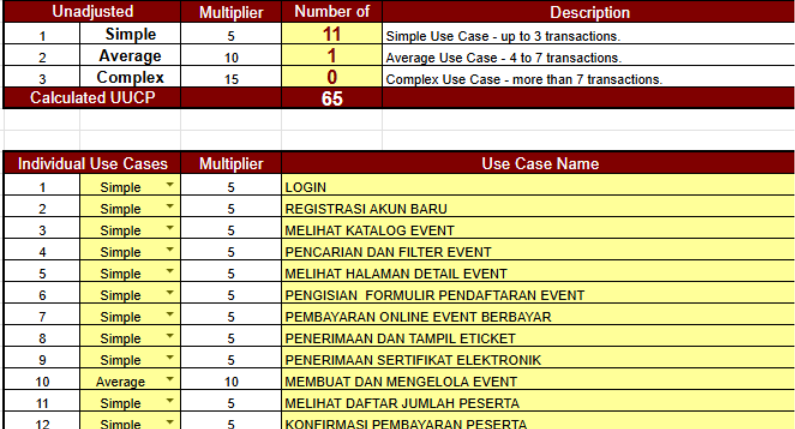 Unadjusted Multiplier Number of Description
1 Simple 5 11 Simple Use Case - up to 3 transactions.
2 Average 10 1 Average Use Case - 4 to 7 transactions.
3 Complex 15 0 Complex Use Case - more than 7 transactions.
Calculated UUCP 65
Individual Use Cases Multiplier Use Case Name
1 Simple 5 LOGIN
2 Simple 5 REGISTRASI AKUN BARU
3 Simple 5 MELIHAT KATALOG EVENT
4 Simple 5 PENCARIAN DAN FILTER EVENT
5 Simple 5 MELIHAT HALAMAN DETAIL EVENT
6 Simple 5 PENGISIAN  FORMULIR PENDAFTARAN EVENT
7 Simple 5 PEMBAYARAN ONLINE EVENT BERBAYAR
8 Simple 5 PENERIMAAN DAN TAMPIL ETICKET
9 Simple 5 PENERIMAAN SERTIFIKAT ELEKTRONIK
10 Average 10 MEMBUAT DAN MENGELOLA EVENT
11 Simple 5 MELIHAT DAFTAR JUMLAH PESERTA
12 Simple 5 KONFIRMASI PEMBAYARAN PESERTA